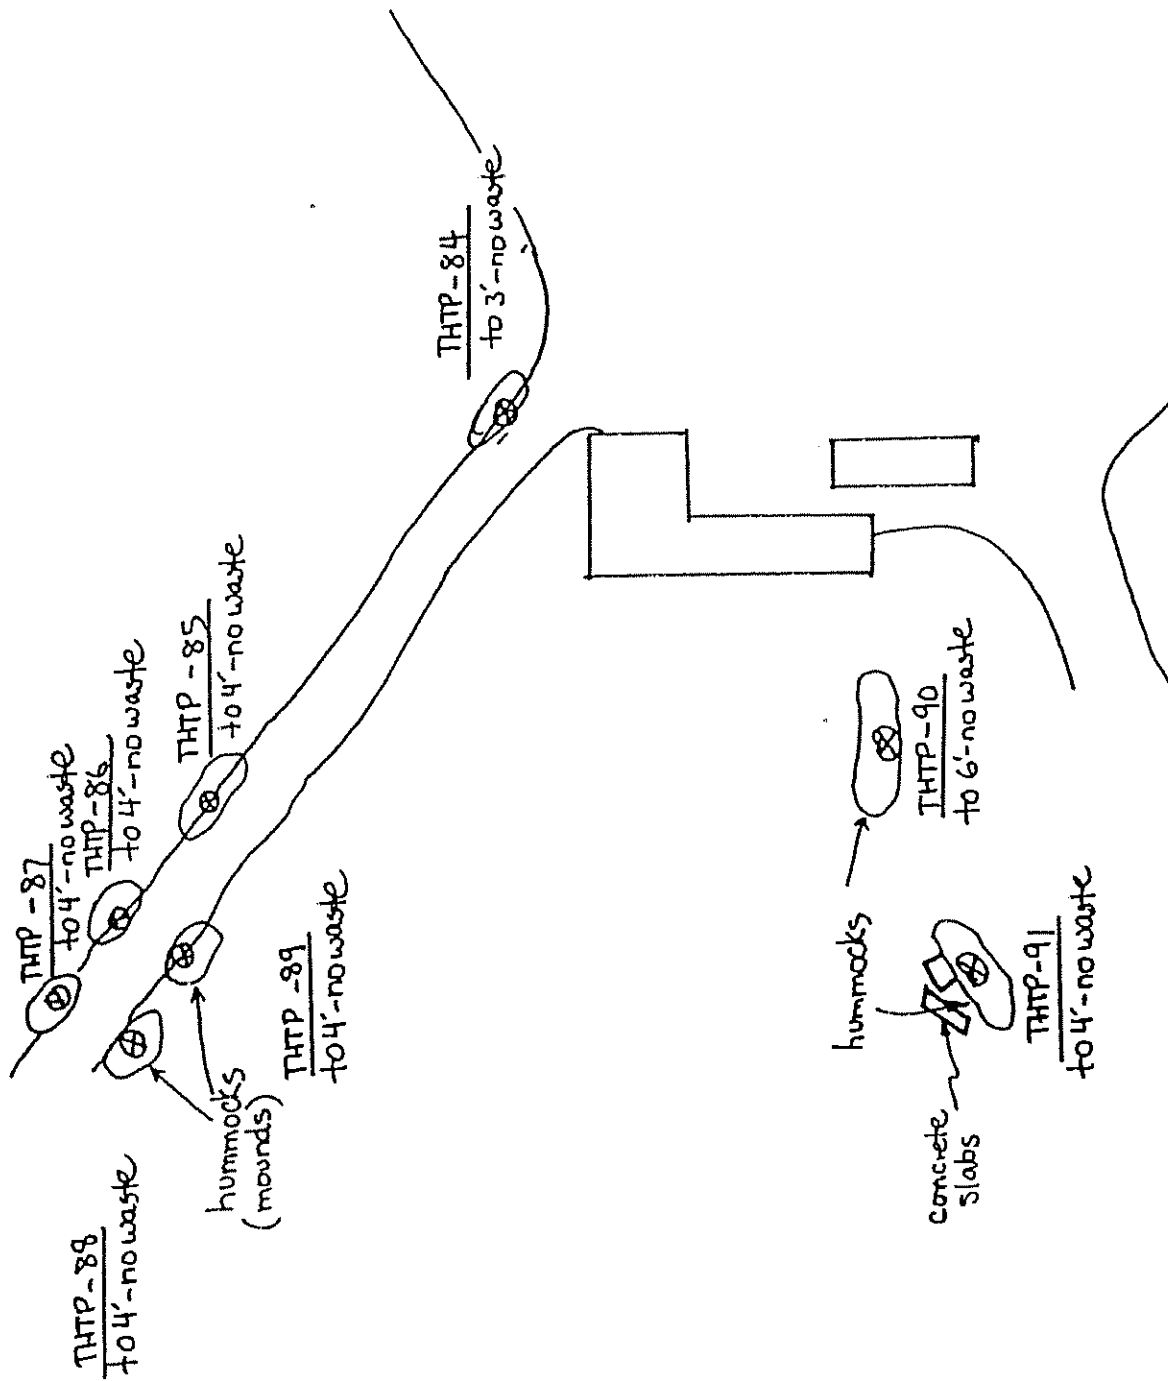 THTP-88
to 4'-no waste
THTP-87
to 4'-no waste
THTP-86
to 4'-no waste
THTP-85
to 4'-no waste
THTP-84
to 3'-no waste
hummocks
(mounds)
THTP-89
to 4'-no waste
hummocks
THTP-90
to 6'-no waste
concrete
slabs
THTP-91
to 4'-no waste